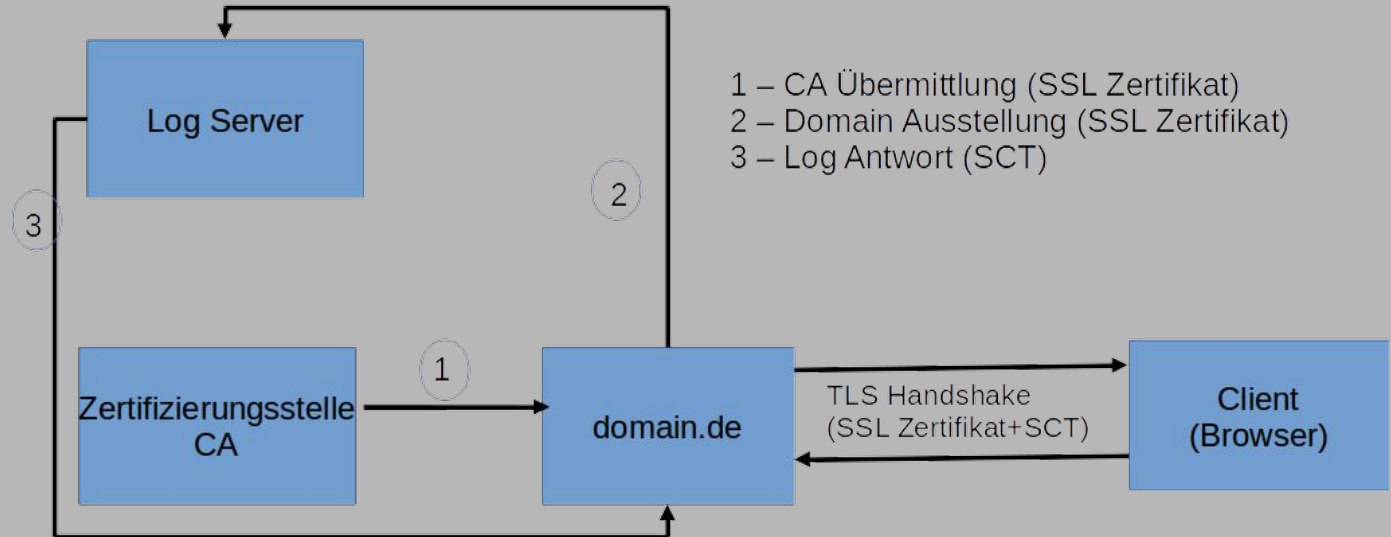 Log Server
1 – CA Übermittlung (SSL Zertifikat)
2 – Domain Ausstellung (SSL Zertifikat)
3 – Log Antwort (SCT)
2
3
1
Zertifizierungsstelle
CA
domain.de
TLS Handshake
(SSL Zertifikat+SCT)
Client
(Browser)